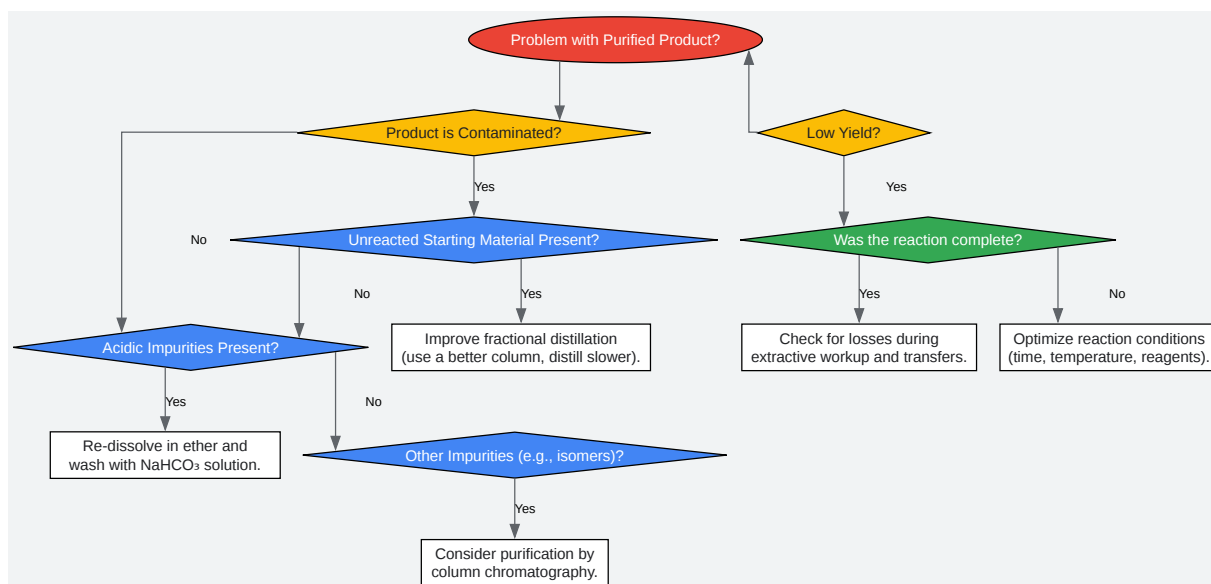 Problem with Purified Product?
Product is Contaminated?
Low Yield?
Yes
Yes
No
Unreacted Starting Material Present?
Was the reaction complete?
No
Yes
Yes
No
Acidic Impurities Present?
Improve fractional distillation
(use a better column, distill slower).
Check for losses during
extractive workup and transfers.
Optimize reaction conditions
(time, temperature, reagents).
Yes
No
Re-dissolve in ether and
wash with NaHCO₃ solution.
Other Impurities (e.g., isomers)?
Yes
Consider purification by
column chromatography.